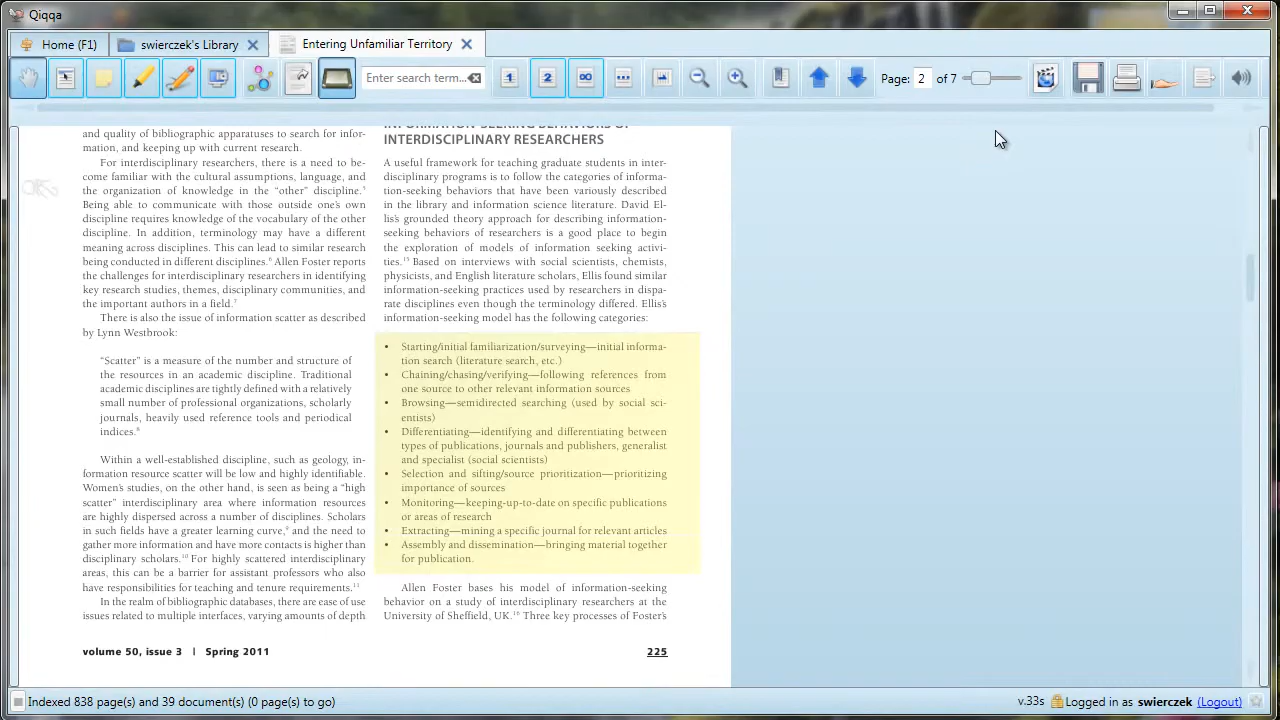 Qiqqa
Home (F1)
swierczek's Library
Entering Unfamiliar Territory
Enter search term...
1
2
Page: 2 of 7
and quality of bibliographic apparatuses to search for infor-
mation, and keeping up with current research.
For interdisciplinary researchers, there is a need to be-
come familiar with the cultural assumptions, language, and
the organization of knowledge in the “other” discipline.5
Being able to communicate with those outside one's own
discipline requires knowledge of the vocabulary of the other
discipline. In addition, terminology may have a different
meaning across disciplines. This can lead to similar research
being conducted in different disciplines.6 Allen Foster reports
the challenges for interdisciplinary researchers in identifying
key research studies, themes, disciplinary communities, and
the important authors in a field.7
There is also the issue of information scatter as described
by Lynn Westbrook:
“Scatter” is a measure of the number and structure of
the resources in an academic discipline. Traditional
academic disciplines are tightly defined with a relatively
small number of professional organizations, scholarly
journals, heavily used reference tools and periodical
indices.8
Within a well-established discipline, such as geology, in-
formation resource scatter will be low and highly identifiable.
Women's studies, on the other hand, is seen as being a “high
scatter” interdisciplinary area where information resources
are highly dispersed across a number of disciplines. Scholars
in such fields have a greater learning curve,9 and the need to
gather more information and have more contacts is higher than
disciplinary scholars.10 For highly scattered interdisciplinary
areas, this can be a barrier for assistant professors who also
have responsibilities for teaching and tenure requirements.11
In the realm of bibliographic databases, there are ease of use
issues related to multiple interfaces, varying amounts of depth
INFORMATION-SEEKING BEHAVIORS OF
INTERDISCIPLINARY RESEARCHERS
A useful framework for teaching graduate students in inter-
disciplinary programs is to follow the categories of informa-
tion-seeking behaviors that have been variously described
in the library and information science literature. David El-
lis's grounded theory approach for describing information-
seeking behaviors of researchers is a good place to begin
the exploration of models of information seeking activi-
ties.15 Based on interviews with social scientists, chemists,
physicists, and English literature scholars, Ellis found similar
information-seeking practices used by researchers in dispa-
rate disciplines even though the terminology differed. Ellis's
information-seeking model has the following categories:
• Starting/initial familiarization/surveying—initial informa-
tion search (literature search, etc.)
• Chaining/chasing/verifying—following references from
one source to other relevant information sources
• Browsing—semidirected searching (used by social sci-
entists)
• Differentiating—identifying and differentiating between
types of publications, journals and publishers, generalist
and specialist (social scientists)
• Selection and sifting/source prioritization—prioritizing
importance of sources
• Monitoring—keeping-up-to-date on specific publications
or areas of research
• Extracting—mining a specific journal for relevant articles
• Assembly and dissemination—bringing material together
for publication.
Allen Foster bases his model of information-seeking
behavior on a study of interdisciplinary researchers at the
University of Sheffield, UK.16 Three key processes of Foster's
volume 50, issue 3 | Spring 2011
225
Indexed 838 page(s) and 39 document(s) (0 page(s) to go)
v.33s
Logged in as swierczek (Logout)